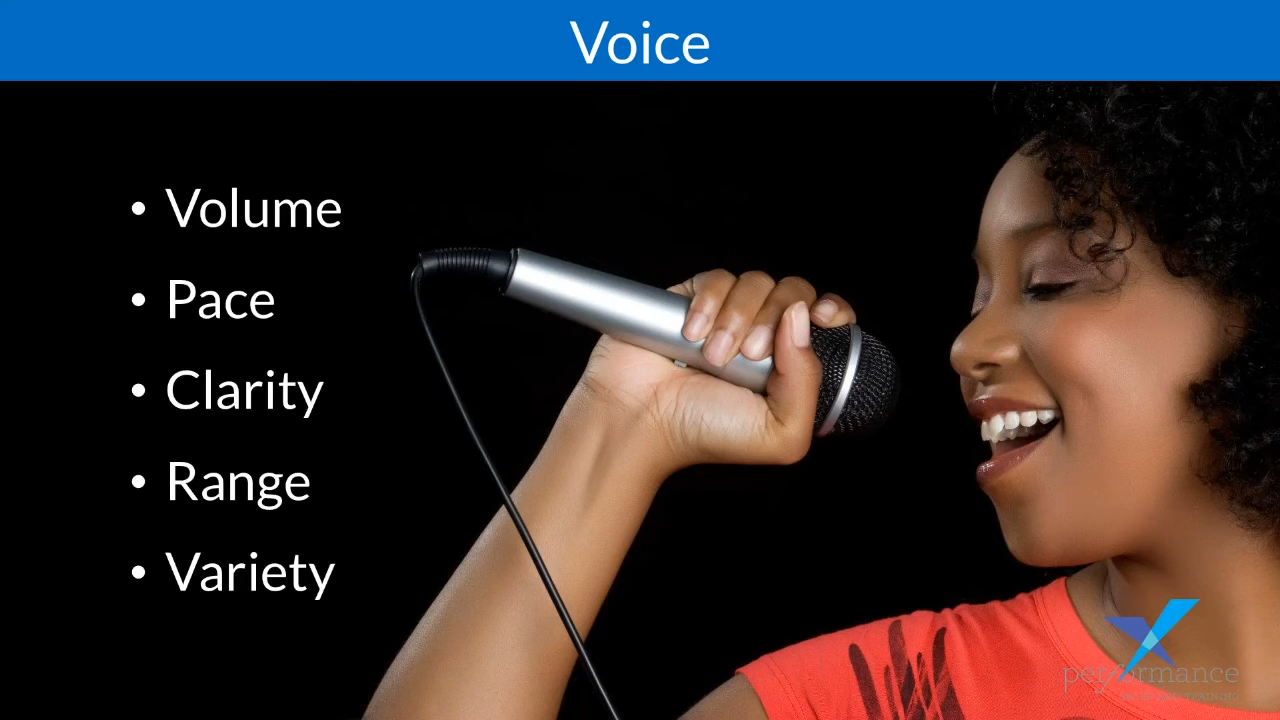 Voice
• Volume
• Pace
• Clarity
• Range
• Variety
performance